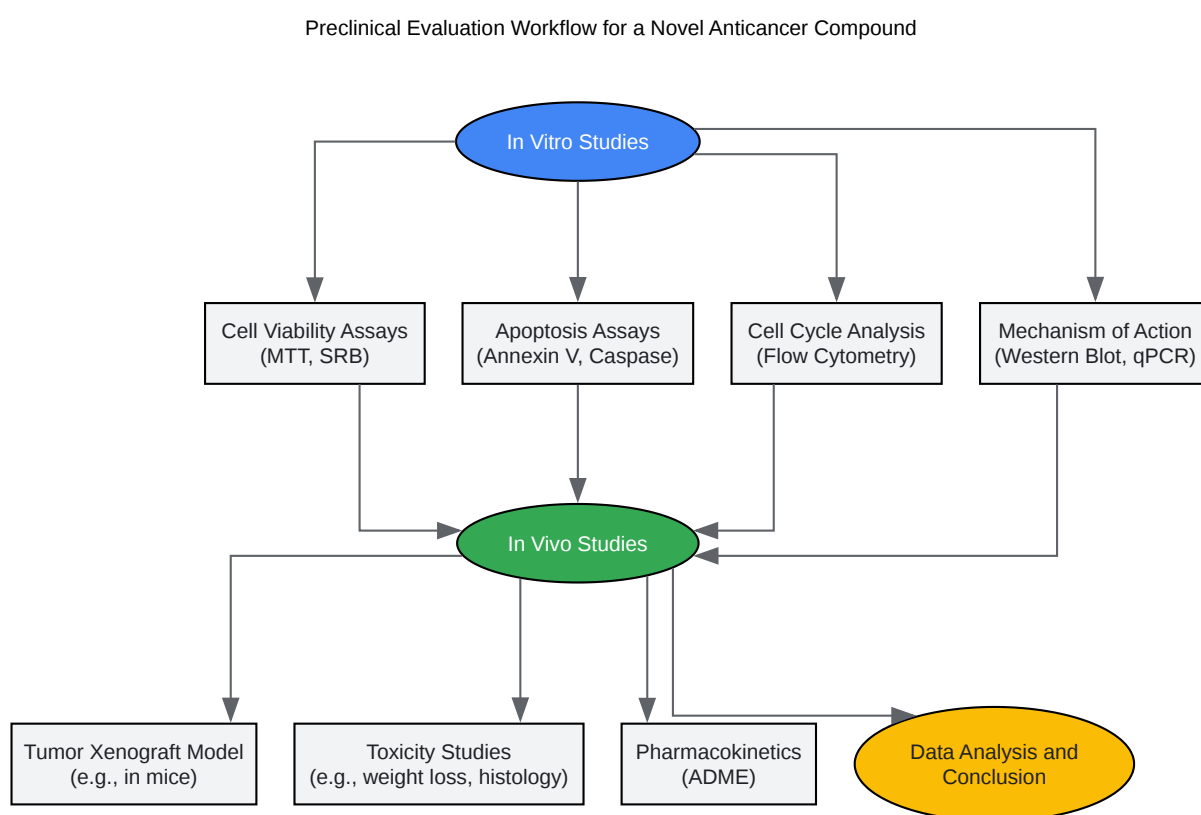 Preclinical Evaluation Workflow for a Novel Anticancer Compound
In Vitro Studies
Cell Viability Assays
(MTT, SRB)
Apoptosis Assays
(Annexin V, Caspase)
Cell Cycle Analysis
(Flow Cytometry)
Mechanism of Action
(Western Blot, qPCR)
In Vivo Studies
Tumor Xenograft Model
(e.g., in mice)
Toxicity Studies
(e.g., weight loss, histology)
Pharmacokinetics
(ADME)
Data Analysis and
Conclusion